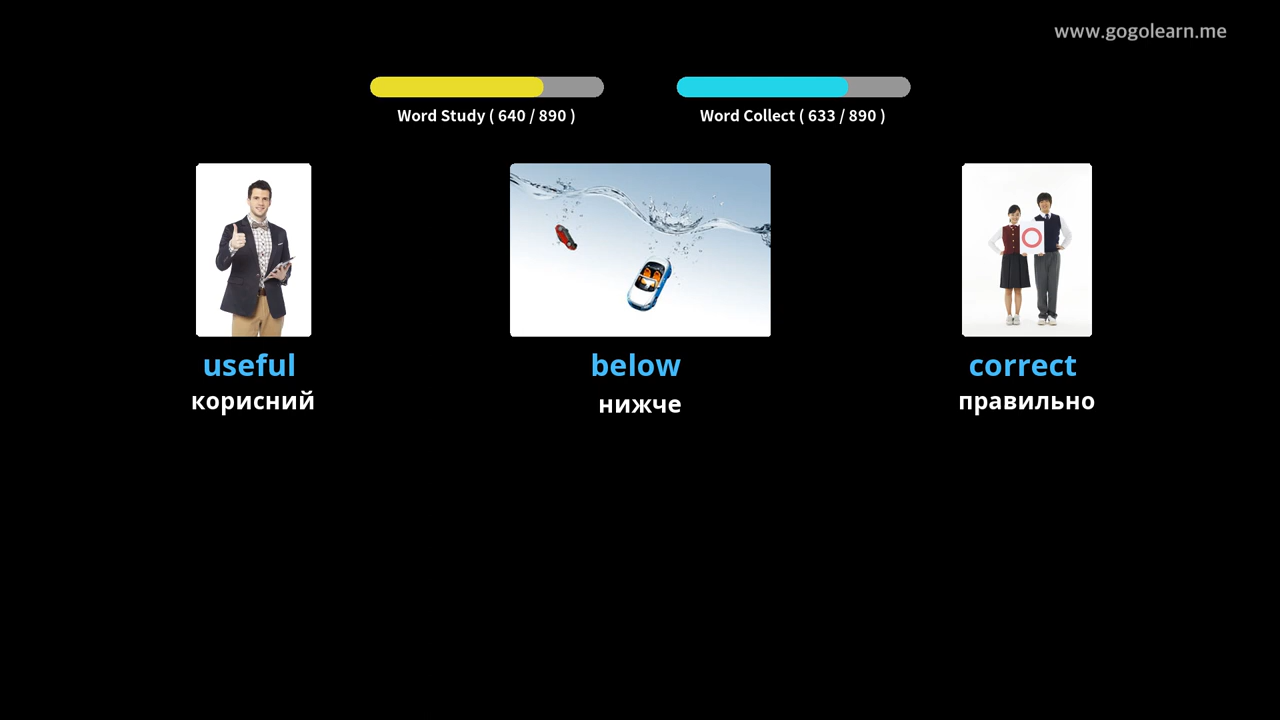 www.gogolearn.me
Word Study ( 640 / 890 )
Word Collect ( 633 / 890 )
useful
below
correct
корисний
нижче
правильно